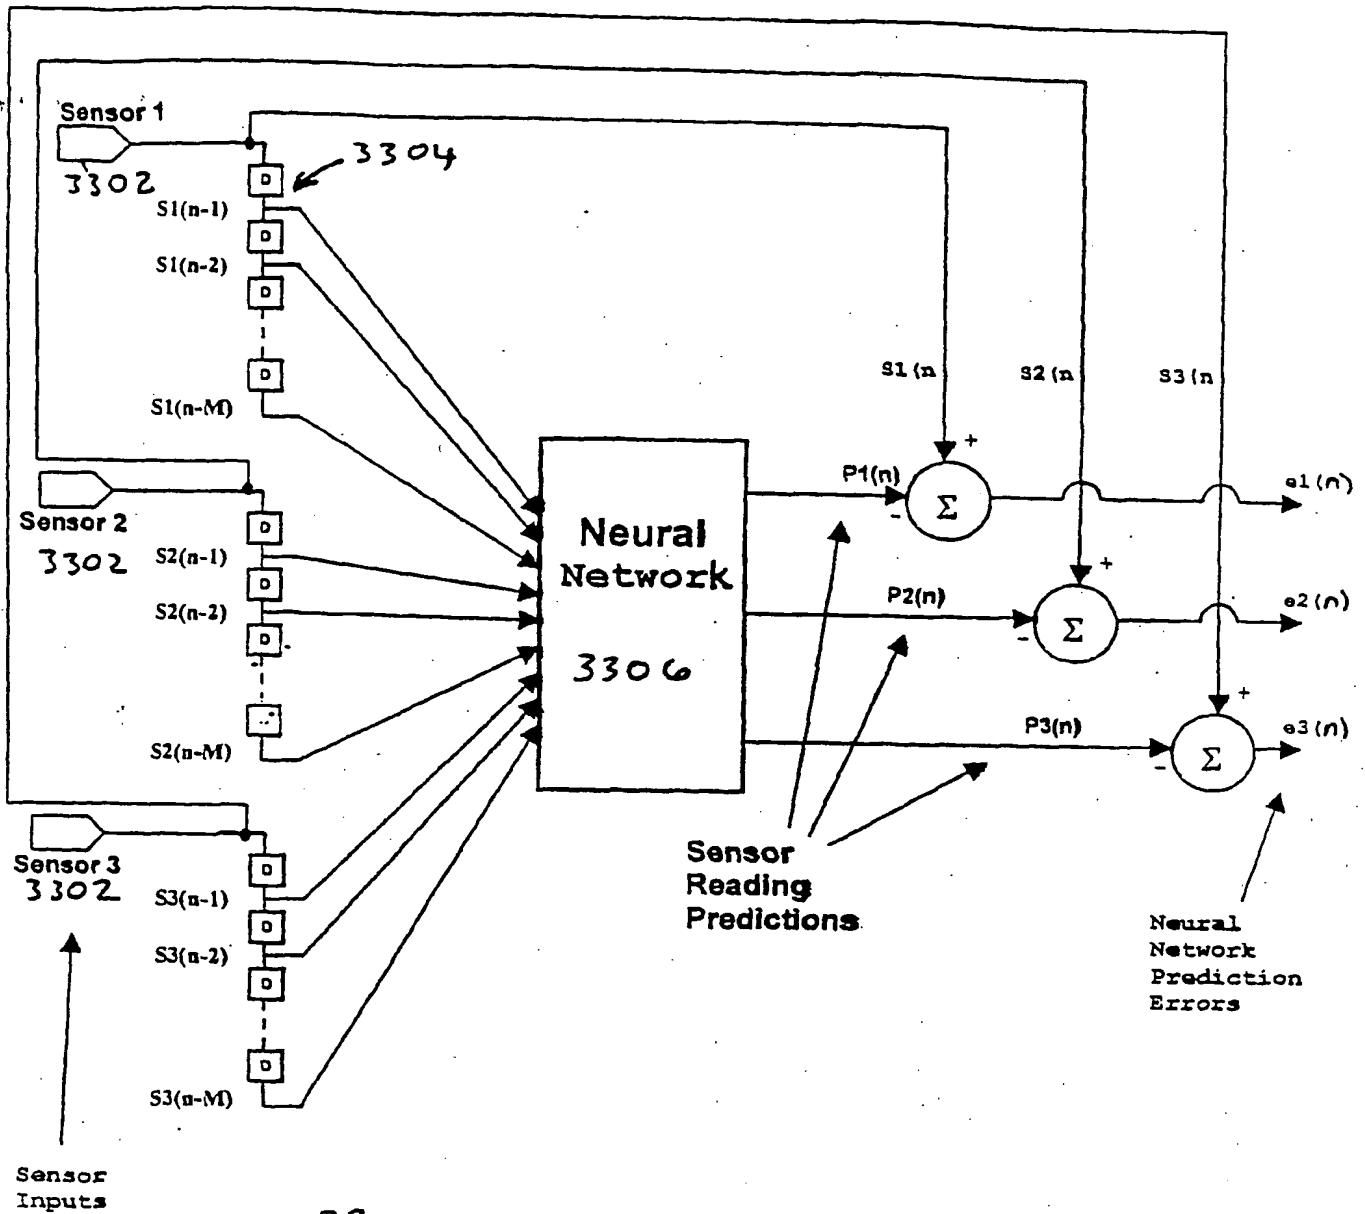 Sensor 1
3302
3304
D
S1(n-1)
D
S1(n-2)
D
D
S1(n-M)
S1(n
S2(n
S3(n
Sensor 2
3302
D
S2(n-1)
D
S2(n-2)
D
S2(n-M)
Neural
Network
3306
P1(n)
+
-
Σ
e1(n)
P2(n)
+
-
Σ
e2(n)
P3(n)
+
-
Σ
e3(n)
Sensor 3
3302
D
S3(n-1)
D
S3(n-2)
D
D
S3(n-M)
Sensor
Reading
Predictions
Neural
Network
Prediction
Errors
Sensor
Inputs